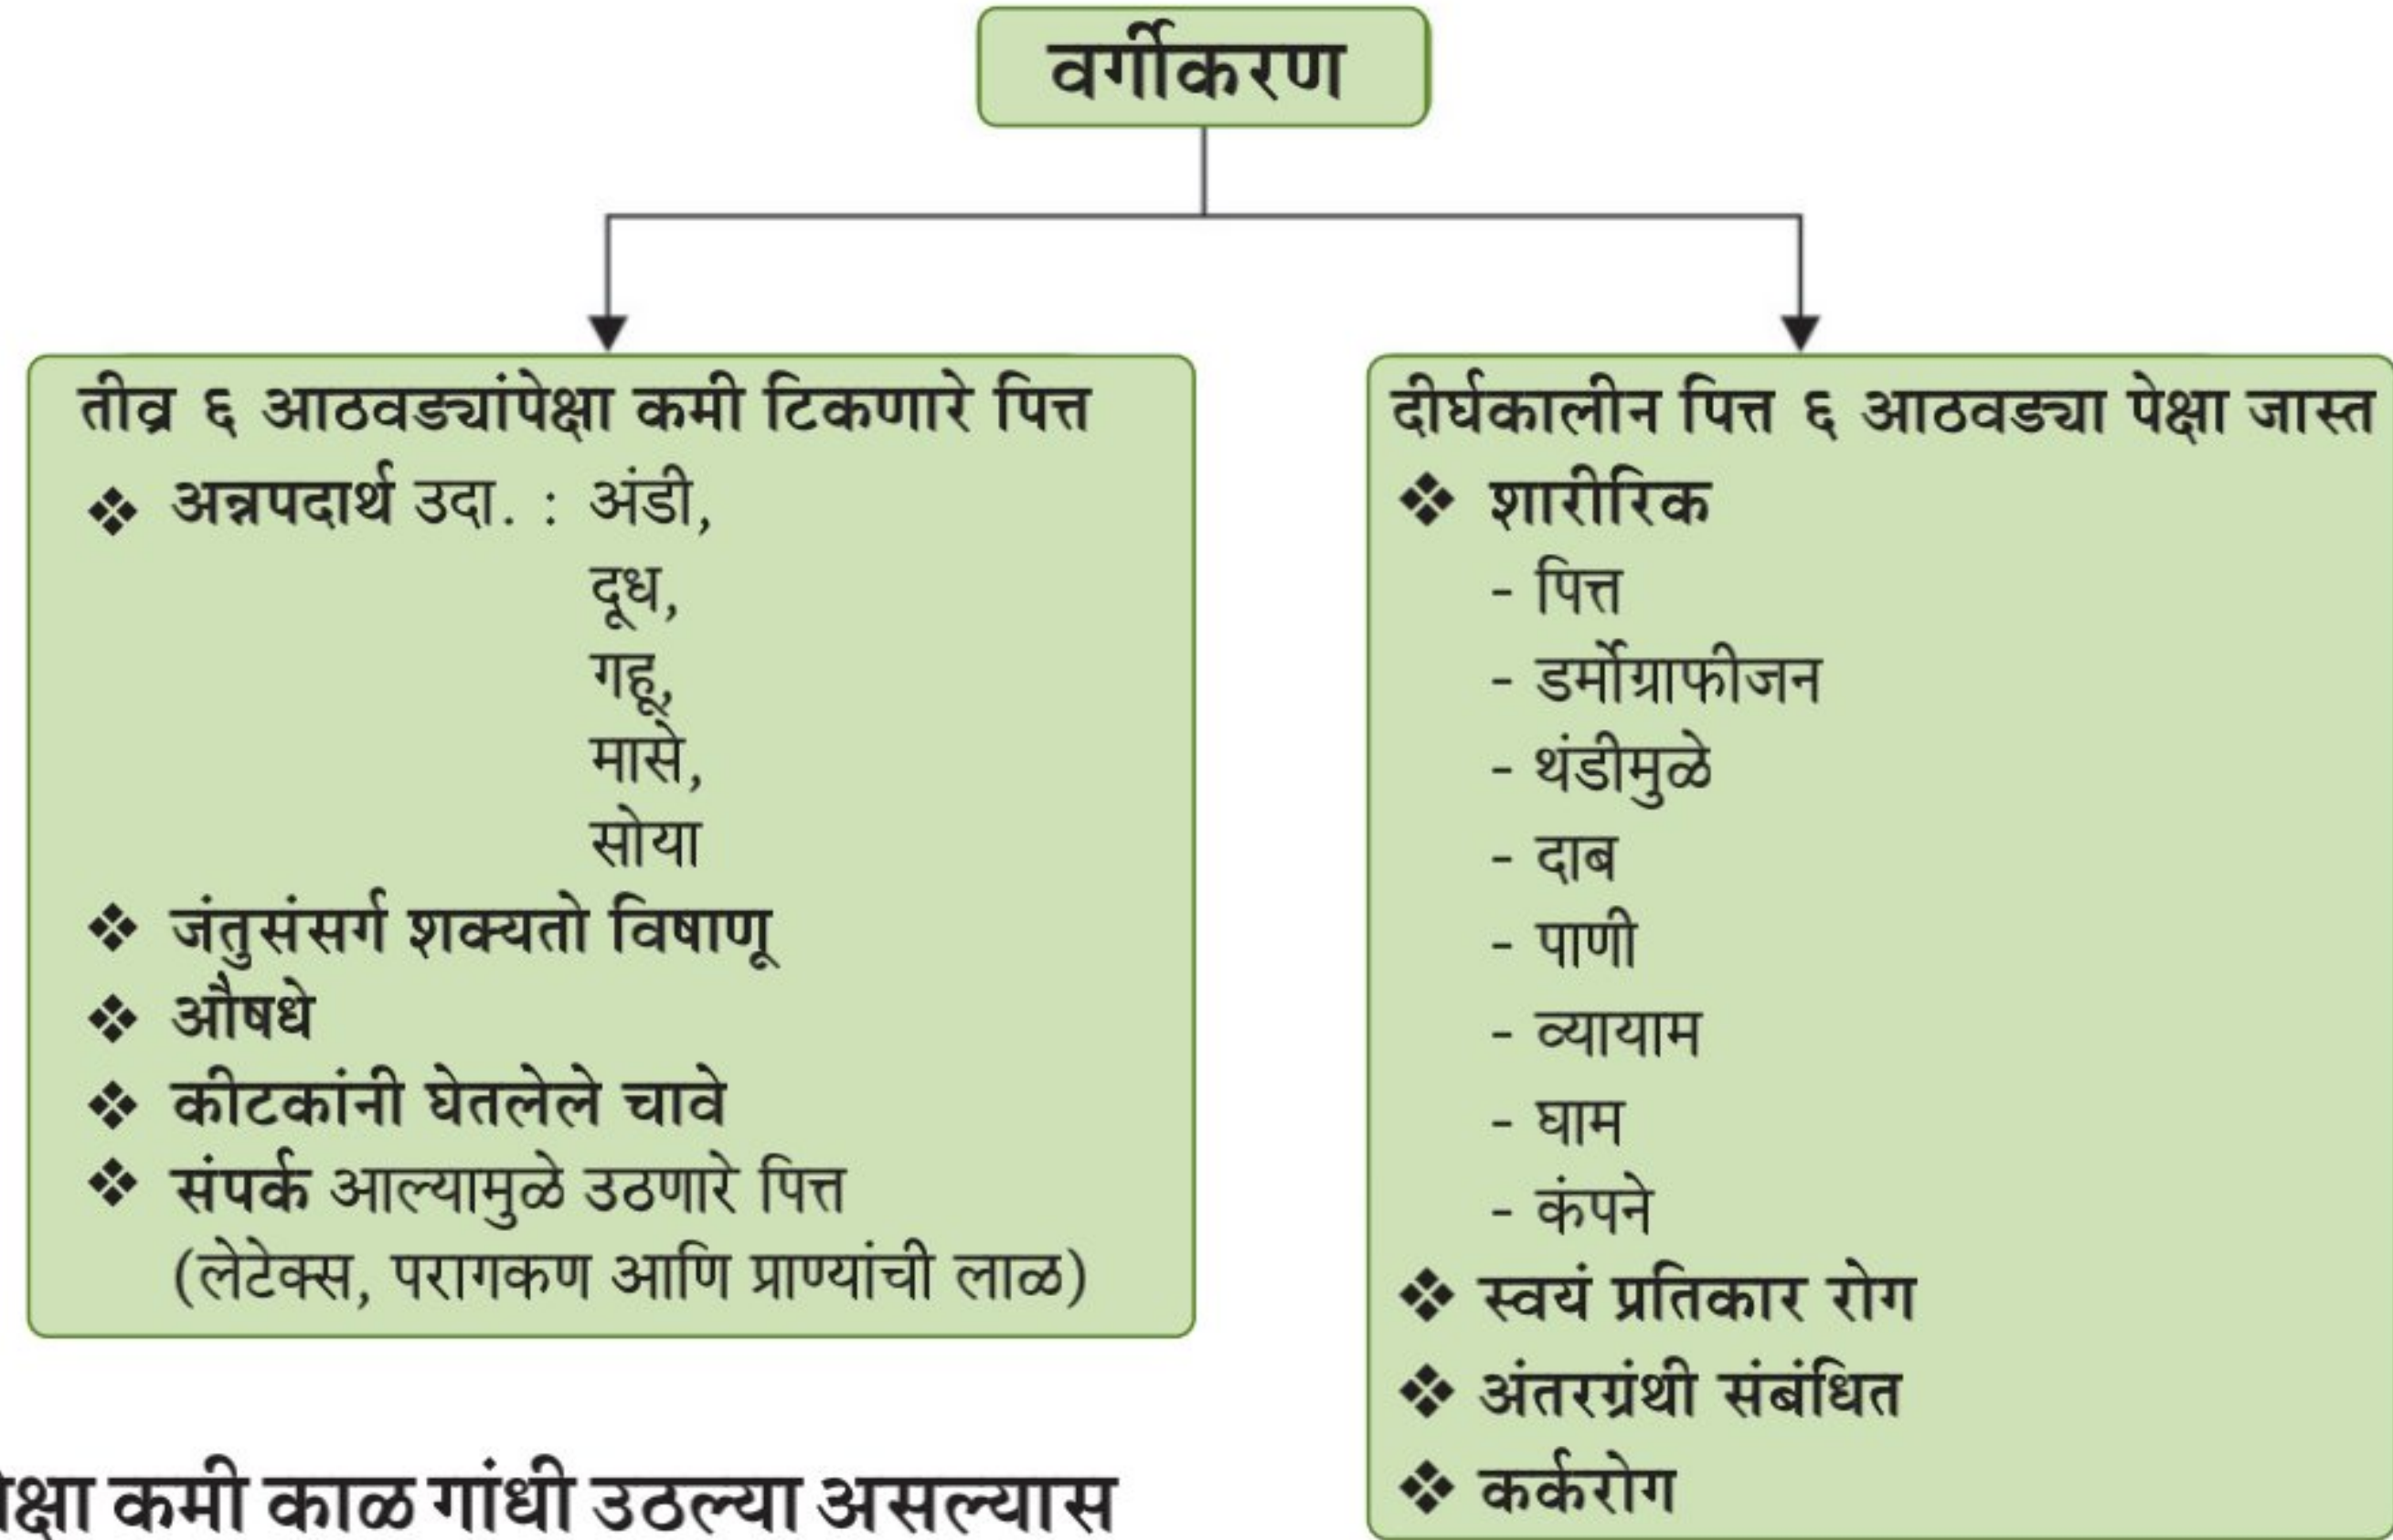 वर्गीकरण
तीव्र ६ आठवड्यांपेक्षा कमी टिकणारे पित्त
❖ अन्नपदार्थ उदा. : अंडी,
दूध,
गहू,
मासे,
सोया
❖ जंतुसंसर्ग शक्यतो विषाणू
❖ औषधे
❖ कीटकांनी घेतलेले चावे
❖ संपर्क आल्यामुळे उठणारे पित्त
(लेटेक्स, परागकण आणि प्राण्यांची लाळ)
दीर्घकालीन पित्त ६ आठवड्या पेक्षा जास्त
❖ शारीरिक
- पित्त
- डर्मोग्राफीजन
- थंडीमुळे
- दाब
- पाणी
- व्यायाम
- घाम
- कंपने
❖ स्वयं प्रतिकार रोग
❖ अंतरग्रंथी संबंधित
❖ कर्करोग
कमी काळ गांधी उठल्या असल्यास